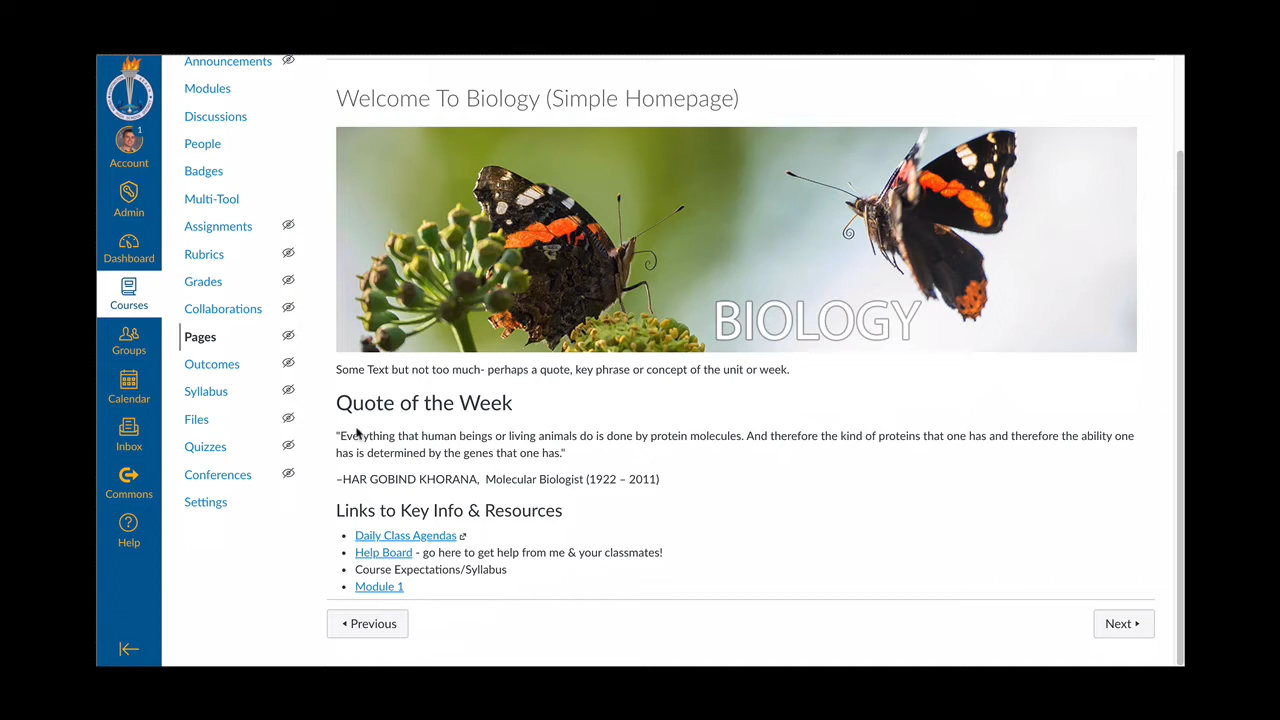 1
Account
Admin
Dashboard
Courses
Groups
Calendar
Inbox
Commons
Help
Announcements
Modules
Discussions
People
Badges
Multi-Tool
Assignments
Rubrics
Grades
Collaborations
Pages
Outcomes
Syllabus
Files
Quizzes
Conferences
Settings
Welcome To Biology (Simple Homepage)
BIOLOGY
Some Text but not too much- perhaps a quote, key phrase or concept of the unit or week.
Quote of the Week
"Everything that human beings or living animals do is done by protein molecules. And therefore the kind of proteins that one has and therefore the ability one
has is determined by the genes that one has."
–HAR GOBIND KHORANA,  Molecular Biologist (1922 – 2011)
Links to Key Info & Resources
• Daily Class Agendas
• Help Board - go here to get help from me & your classmates!
• Course Expectations/Syllabus
• Module 1
Previous
Next